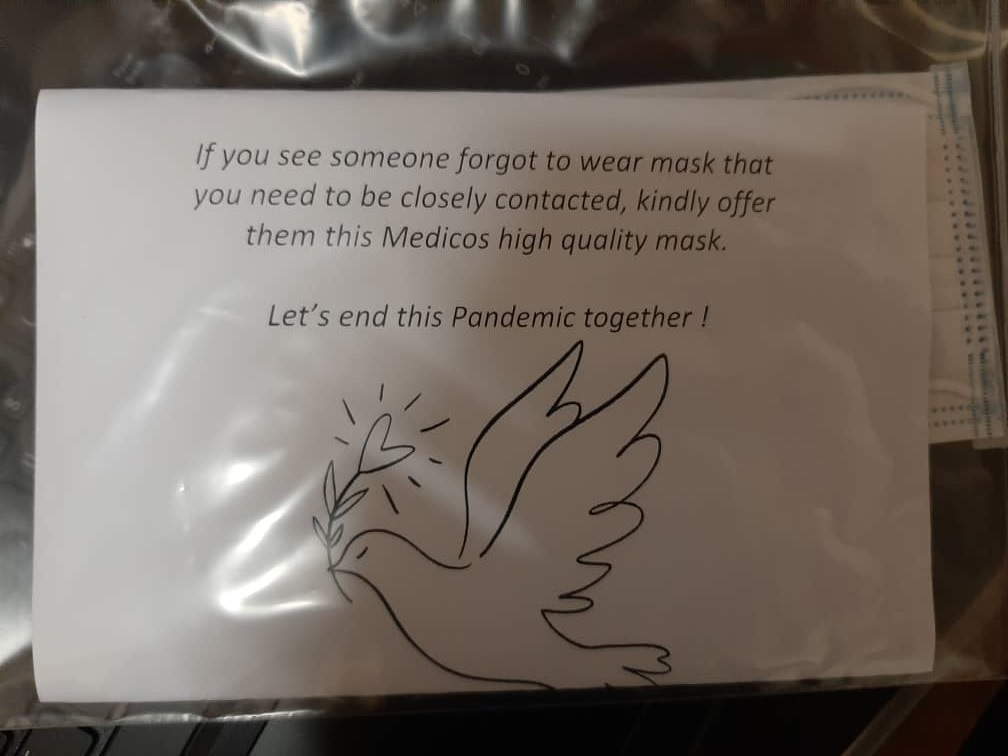 If you see someone forgot to wear mask that
you need to be closely contacted, kindly offer
them this Medicos high quality mask.
Let's end this Pandemic together !